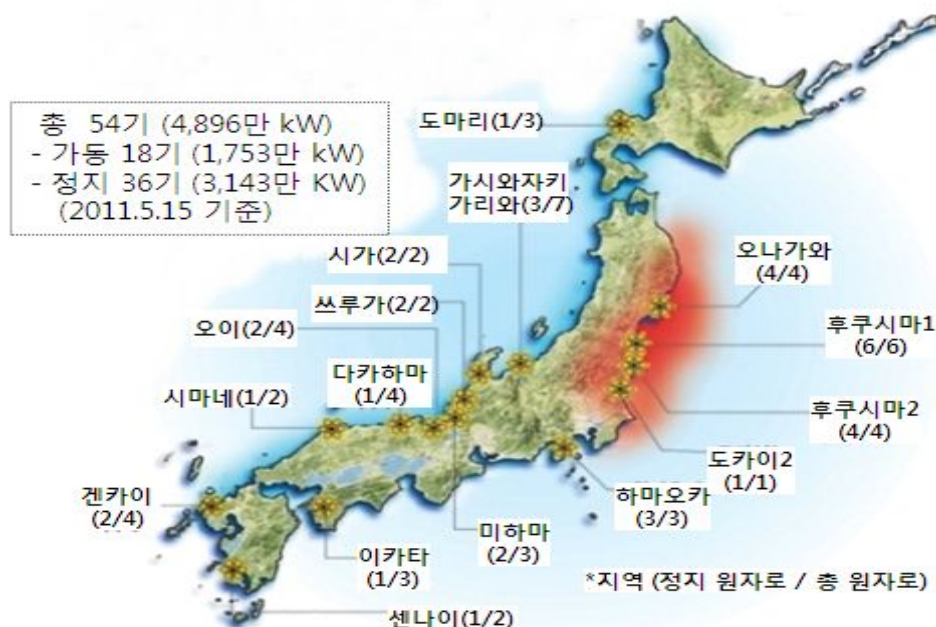 총 54기 (4,896만 kW)
- 가동 18기 (1,753만 kW)
- 정지 36기 (3,143만 KW)
(2011.5.15 기준)
도마리(1/3)
가시와자키
가리와(3/7)
시가(2/2)
쓰루가(2/2)
오이(2/4)
다카하마
(1/4)
시마네(1/2)
오나가와
(4/4)
후쿠시마1
(6/6)
후쿠시마2
(4/4)
도카이2
(1/1)
하마오카
(3/3)
겐카이
(2/4)
미하마
(2/3)
이카타
(1/3)
센나이(1/2)
*지역 (정지 원자로 / 총 원자로)